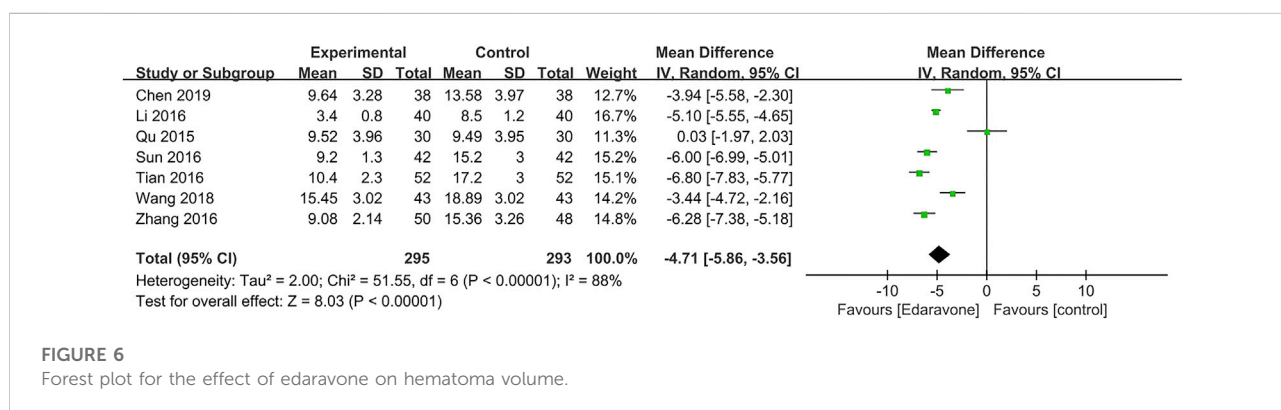 Experimental Control Mean Difference Mean Difference
Study or Subgroup Mean SD Total Mean SD Total Weight IV, Random, 95% CI IV, Random, 95% CI
Chen 2019 9.64 3.28 38 13.58 3.97 38 12.7% -3.94 [-5.58, -2.30]
Li 2016 3.4 0.8 40 8.5 1.2 40 16.7% -5.10 [-5.55, -4.65]
Qu 2015 9.52 3.96 30 9.49 3.95 30 11.3% 0.03 [-1.97, 2.03]
Sun 2016 9.2 1.3 42 15.2 3 42 15.2% -6.00 [-6.99, -5.01]
Tian 2016 10.4 2.3 52 17.2 3 52 15.1% -6.80 [-7.83, -5.77]
Wang 2018 15.45 3.02 43 18.89 3.02 43 14.2% -3.44 [-4.72, -2.16]
Zhang 2016 9.08 2.14 50 15.36 3.26 48 14.8% -6.28 [-7.38, -5.18]
Total (95% CI) 295 293 100.0% -4.71 [-5.86, -3.56]
Heterogeneity: Tau² = 2.00; Chi² = 51.55, df = 6 (P < 0.00001); I² = 88%
Test for overall effect: Z = 8.03 (P < 0.00001)
-10 -5 0 5 10
Favours [Edaravone] Favours [control]
FIGURE 6
Forest plot for the effect of edaravone on hematoma volume.